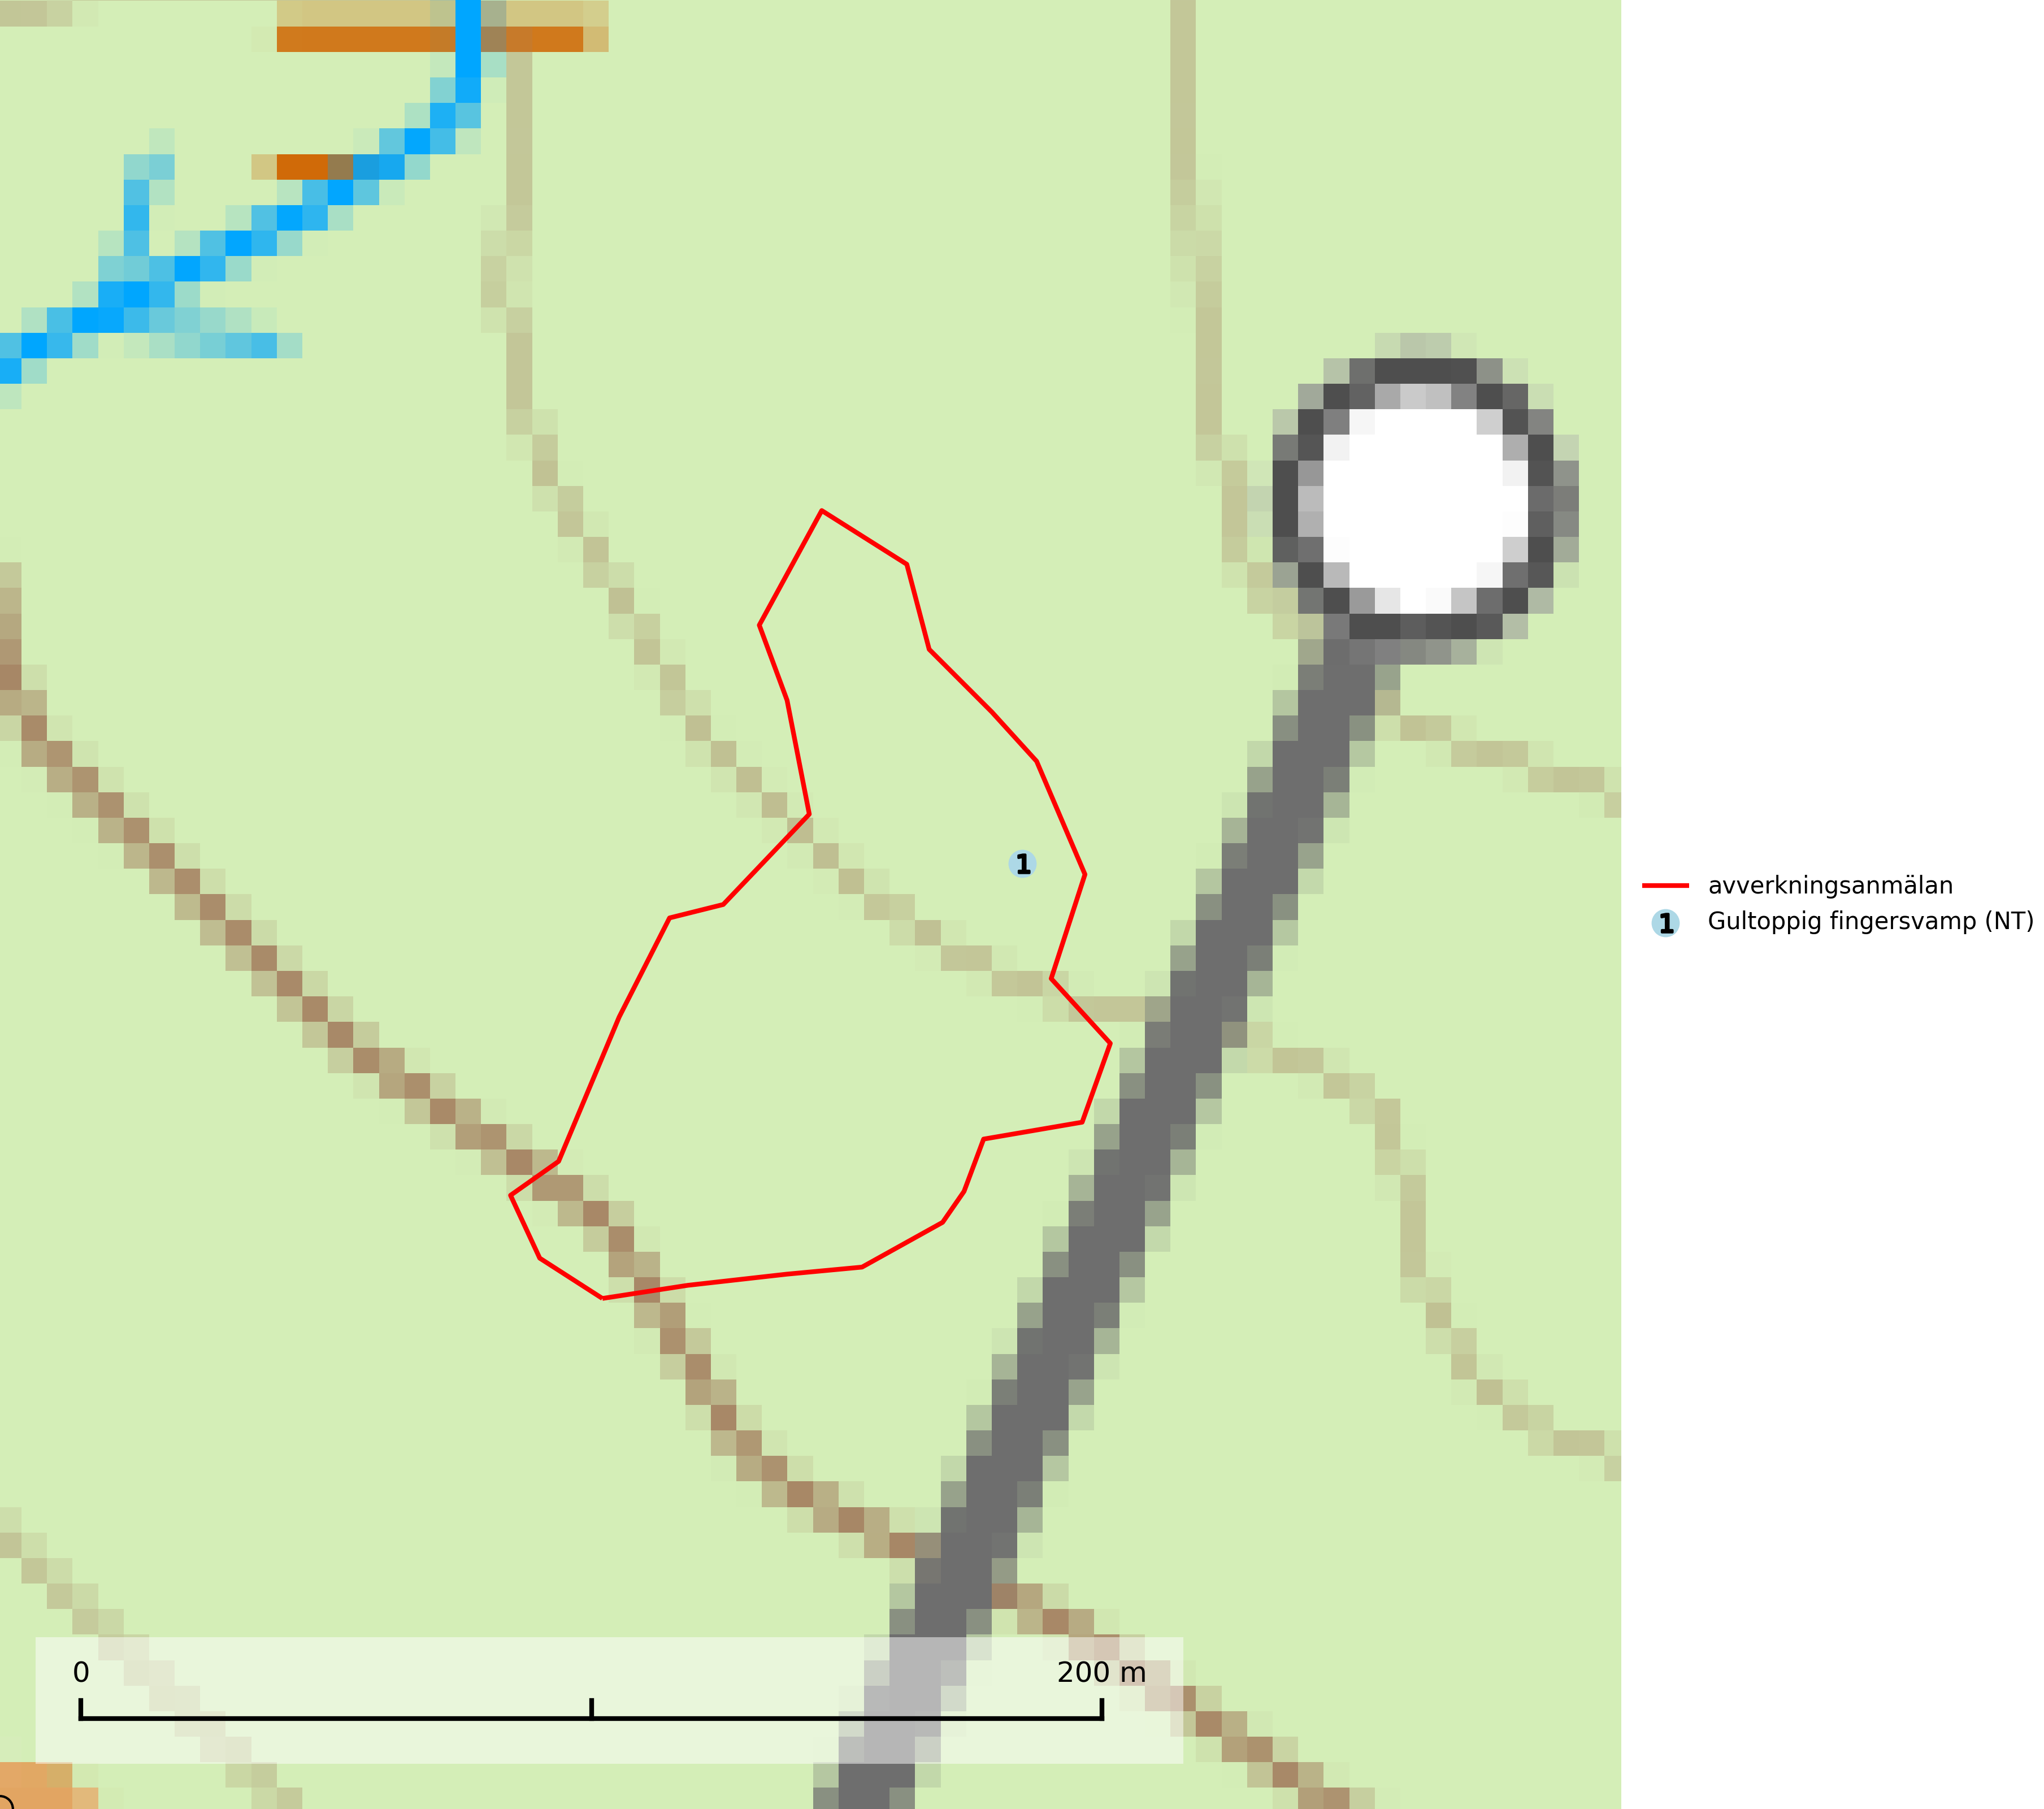 1
avverkningsanmälan
1 Gultoppig fingersvamp (NT)
0 200 m